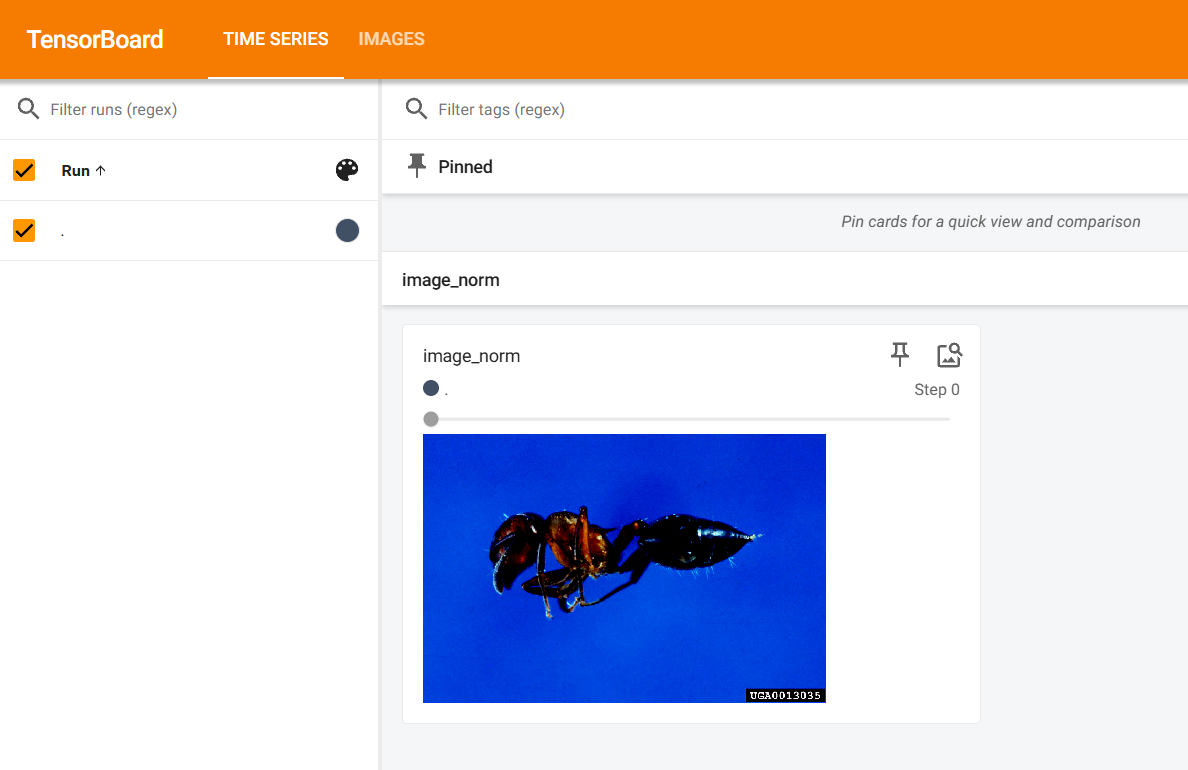 TensorBoard
TIME SERIES
IMAGES
Filter runs (regex)
Filter tags (regex)
Run ↑
Pinned
.
Pin cards for a quick view and comparison
image_norm
image_norm
.
Step 0
UGA0013035